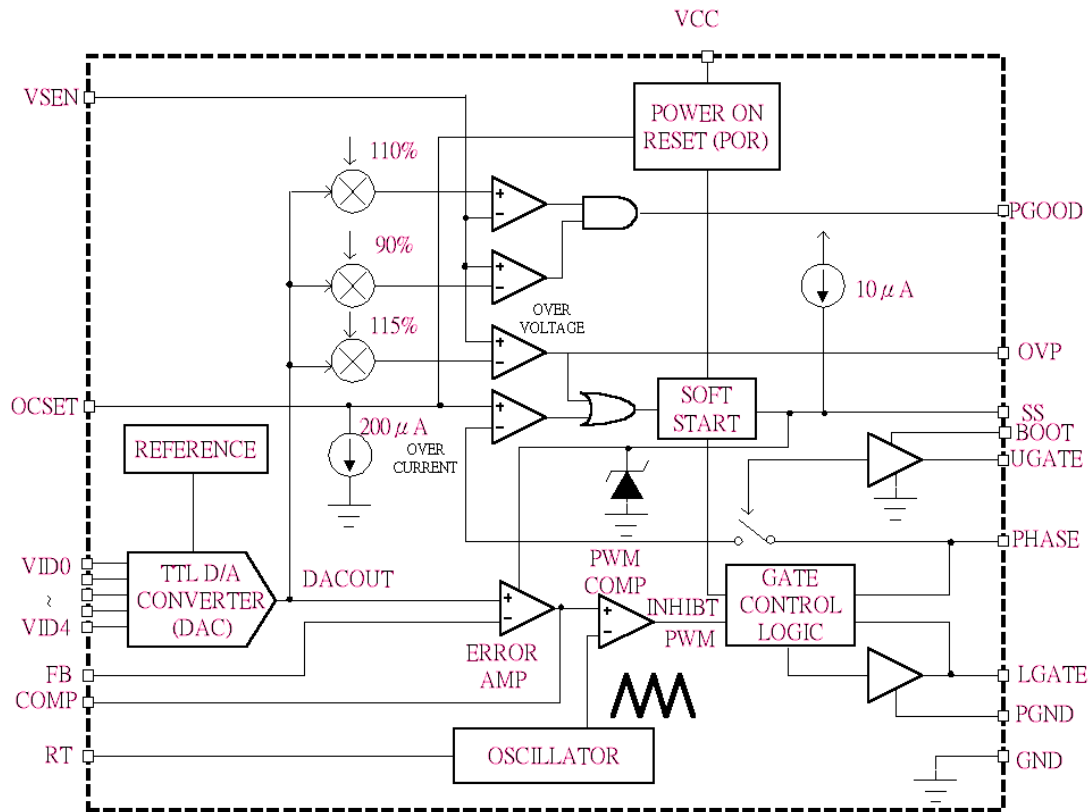 VCC
VSEN
POWER ON
RESET (POR)
110%
+
−
PGOOD
90%
+
−
10 μ A
OVER
VOLTAGE
115%
+
−
OVP
OCSET
200 μ A
+
−
OVER
CURRENT
SOFT
START
SS
BOOT
UGATE
REFERENCE
PHASE
VID0
~
VID4
TTL D/A
CONVERTER
(DAC)
DACOUT
+
−
ERROR
AMP
PWM
COMP
+
−
INHIBT
PWM
GATE
CONTROL
LOGIC
FB
COMP
LGATE
PGND
RT
OSCILLATOR
GND